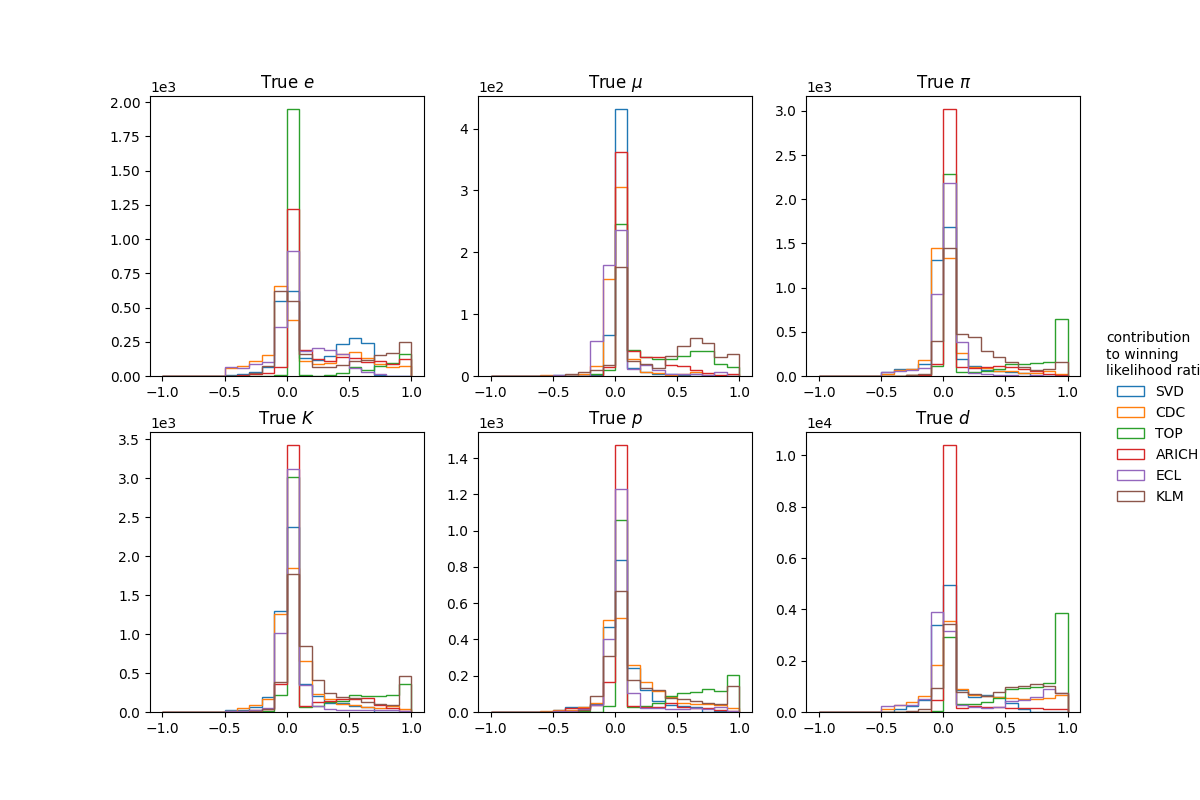 True e
1e3
2.00
1.75
1.50
1.25
1.00
0.75
0.50
0.25
0.00
−1.0 −0.5 0.0 0.5 1.0
True μ
1e2
4
3
2
1
0
−1.0 −0.5 0.0 0.5 1.0
True π
1e3
3.0
2.5
2.0
1.5
1.0
0.5
0.0
−1.0 −0.5 0.0 0.5 1.0
True K
1e3
3.5
3.0
2.5
2.0
1.5
1.0
0.5
0.0
−1.0 −0.5 0.0 0.5 1.0
True p
1e3
1.4
1.2
1.0
0.8
0.6
0.4
0.2
0.0
−1.0 −0.5 0.0 0.5 1.0
True d
1e4
1.0
0.8
0.6
0.4
0.2
0.0
−1.0 −0.5 0.0 0.5 1.0
contribution
to winning
likelihood rati
SVD
CDC
TOP
ARICH
ECL
KLM